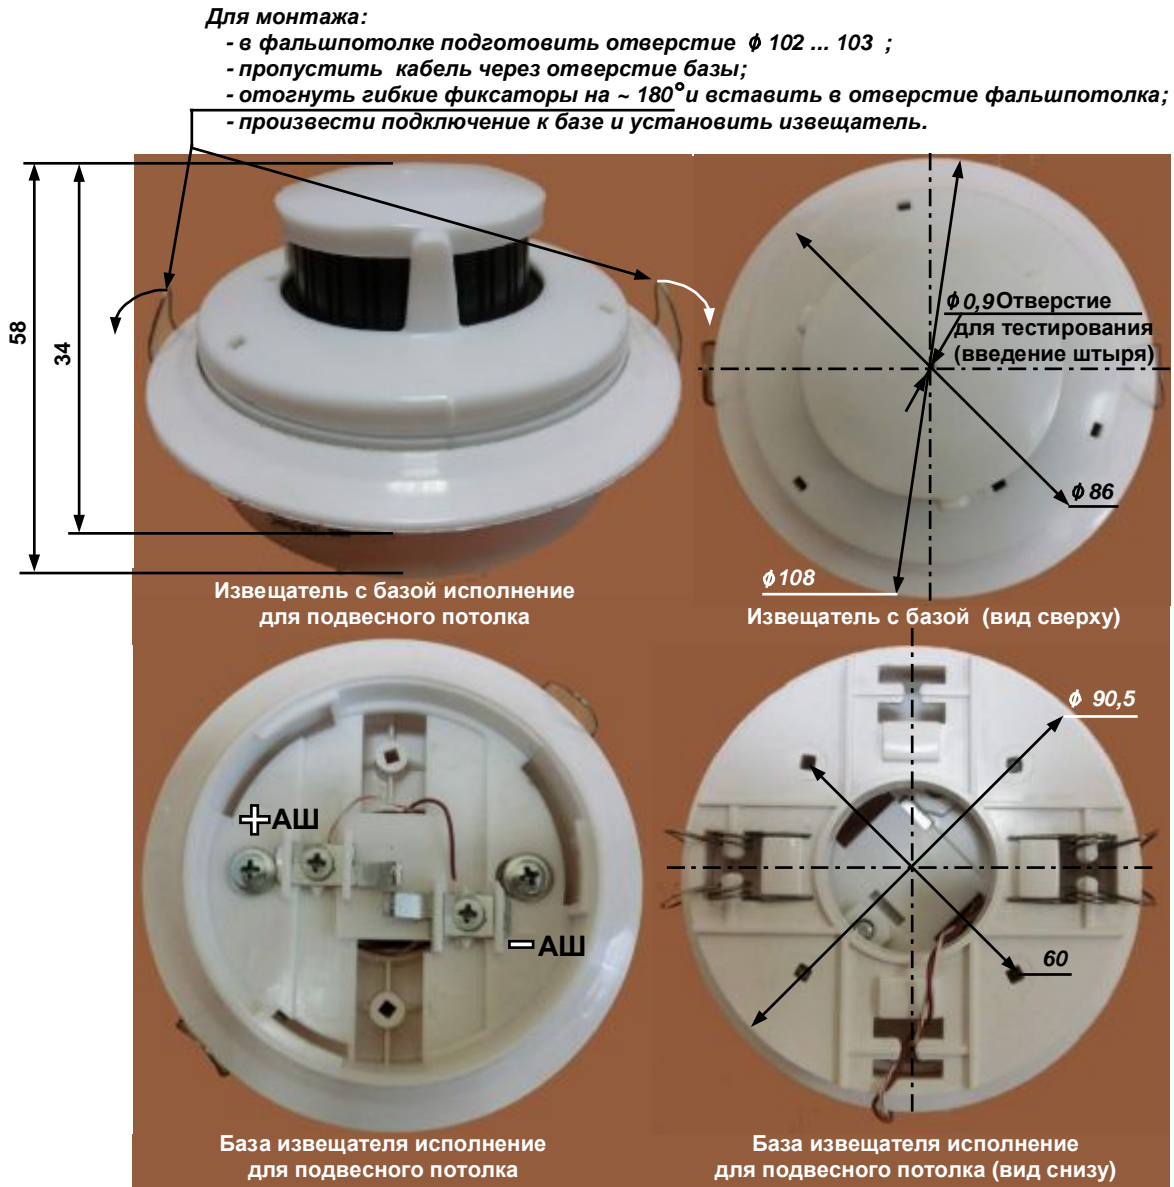 Для монтажа:
- в фальшпотолке подготовить отверстие ϕ 102 ... 103 ;
- пропустить кабель через отверстие базы;
- отогнуть гибкие фиксаторы на ~ 180° и вставить в отверстие фальшпотолка;
- произвести подключение к базе и установить извещатель.
58
34
ϕ 0,9 Отверстие
для тестирования
(введение штыря)
ϕ 86
ϕ 108
Извещатель с базой исполнение
для подвесного потолка
Извещатель с базой (вид сверху)
ϕ 90,5
+АШ
–АШ
60
База извещателя исполнение
для подвесного потолка
База извещателя исполнение
для подвесного потолка (вид снизу)